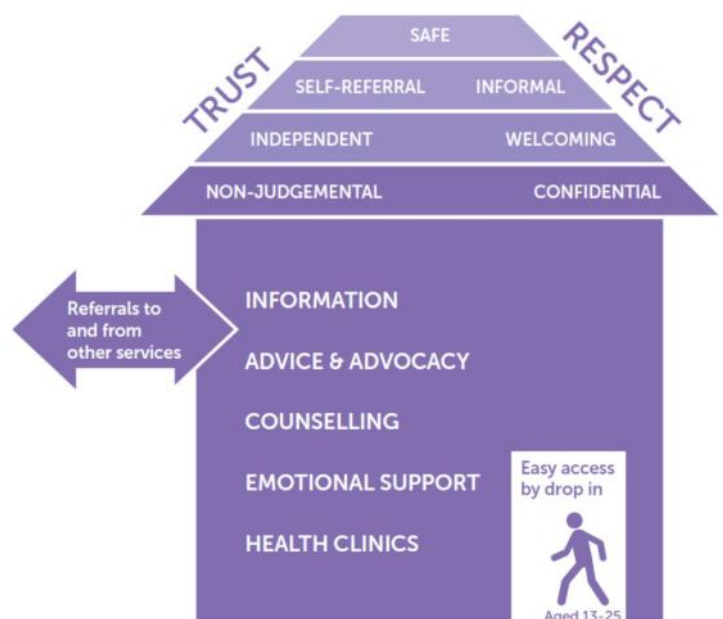 SAFE
TRUST
RESPECT
SELF-REFERRAL INFORMAL
INDEPENDENT WELCOMING
NON-JUDGEMENTAL CONFIDENTIAL
Referrals to
and from
other services
INFORMATION
ADVICE & ADVOCACY
COUNSELLING
EMOTIONAL SUPPORT
HEALTH CLINICS
Easy access
by drop in
Aged 13-25